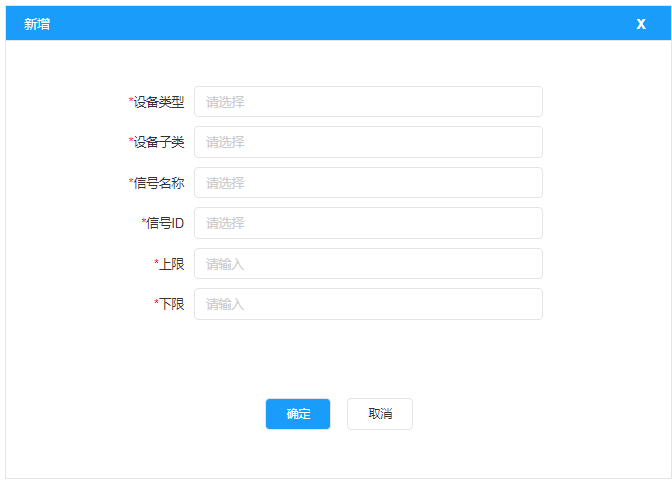 新增 X
*设备类型 请选择
*设备子类 请选择
*信号名称 请选择
*信号ID 请选择
*上限 请输入
*下限 请输入
确定 取消